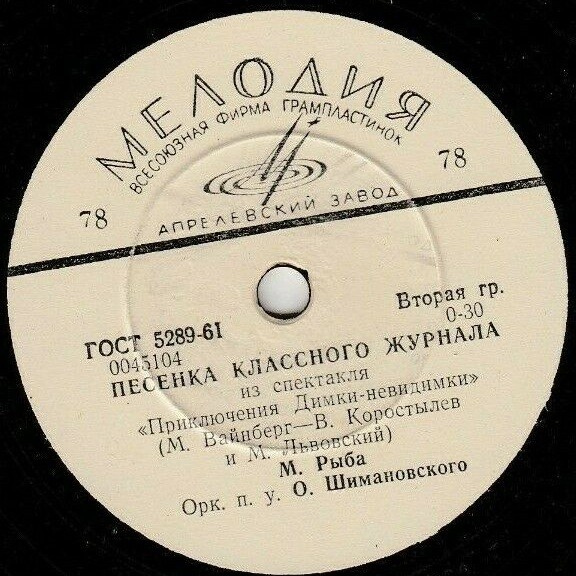 МЕЛОДИЯ
ВСЕСОЮЗНАЯ ФИРМА ГРАМПЛАСТИНОК
78
78
АПРЕЛЕВСКИЙ ЗАВОД
ГОСТ 5289-61
Вторая гр.
0045104
0-30
ПЕСЕНКА КЛАССНОГО ЖУРНАЛА
из спектакля
«Приключения Димки-невидимки»
(М. Вайнберг—В. Коростылев
и М. Львовский)
М. Рыба
Орк. п. у. О. Шимановского